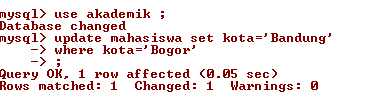 mysql> use akademik ;
Database changed
mysql> update mahasiswa set kota='Bandung'
    -> where kota='Bogor'
    -> ;
Query OK, 1 row affected (0.05 sec)
Rows matched: 1  Changed: 1  Warnings: 0